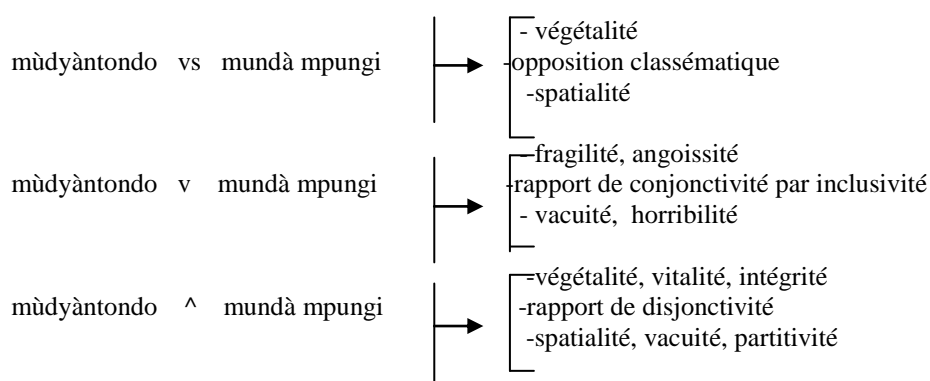 - végétalité
mùdyàntondo vs mundà mpungi -opposition classématique
-spatialité
- fragilité, angoissité
mùdyàntondo v mundà mpungi -rapport de conjonctivité par inclusivité
- vacuité, horribilité
-végétalité, vitalité, intégrité
mùdyàntondo ^ mundà mpungi -rapport de disjonctivité
-spatialité, vacuité, partitivité